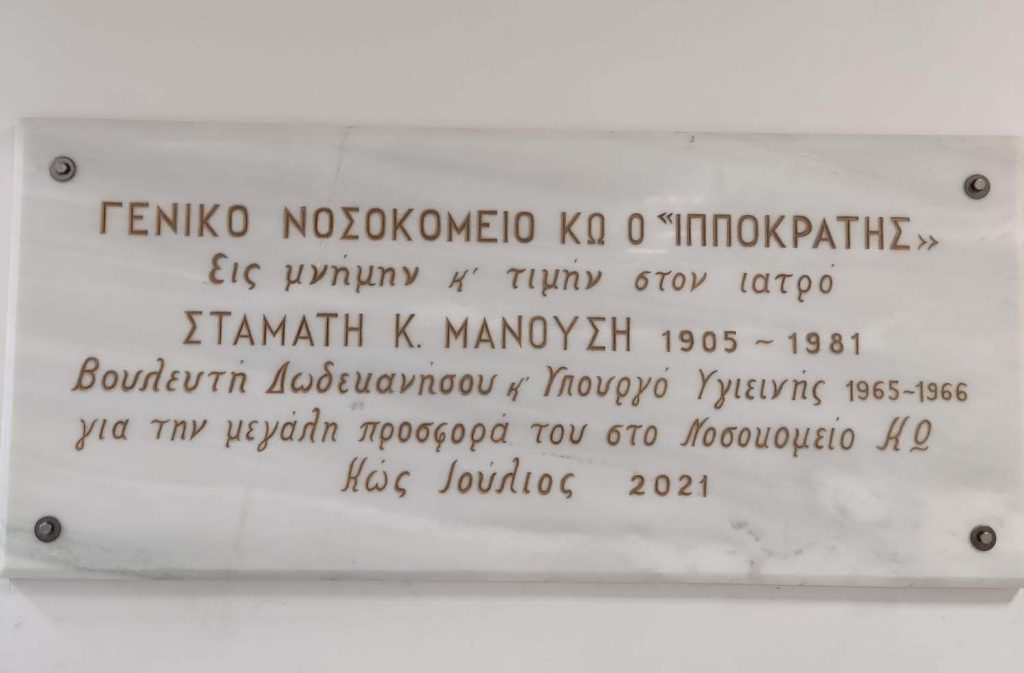 ΓΕΝΙΚΟ ΝΟΣΟΚΟΜΕΙΟ ΚΩ Ο “ΙΠΠΟΚΡΑΤΗΣ»
Εις μνήμην κ' τιμήν στον ιατρό
ΣΤΑΜΑΤΗ Κ. ΜΑΝΟΥΣΗ 1905 ~ 1981
Βουλευτή Δωδεκανήσου κ' Υπουργό Υγιεινής 1965-1966
για την μεγάλη προσφορά του στο Νοσοκομείο ΚΩ
Κώς Ιούλιος 2021